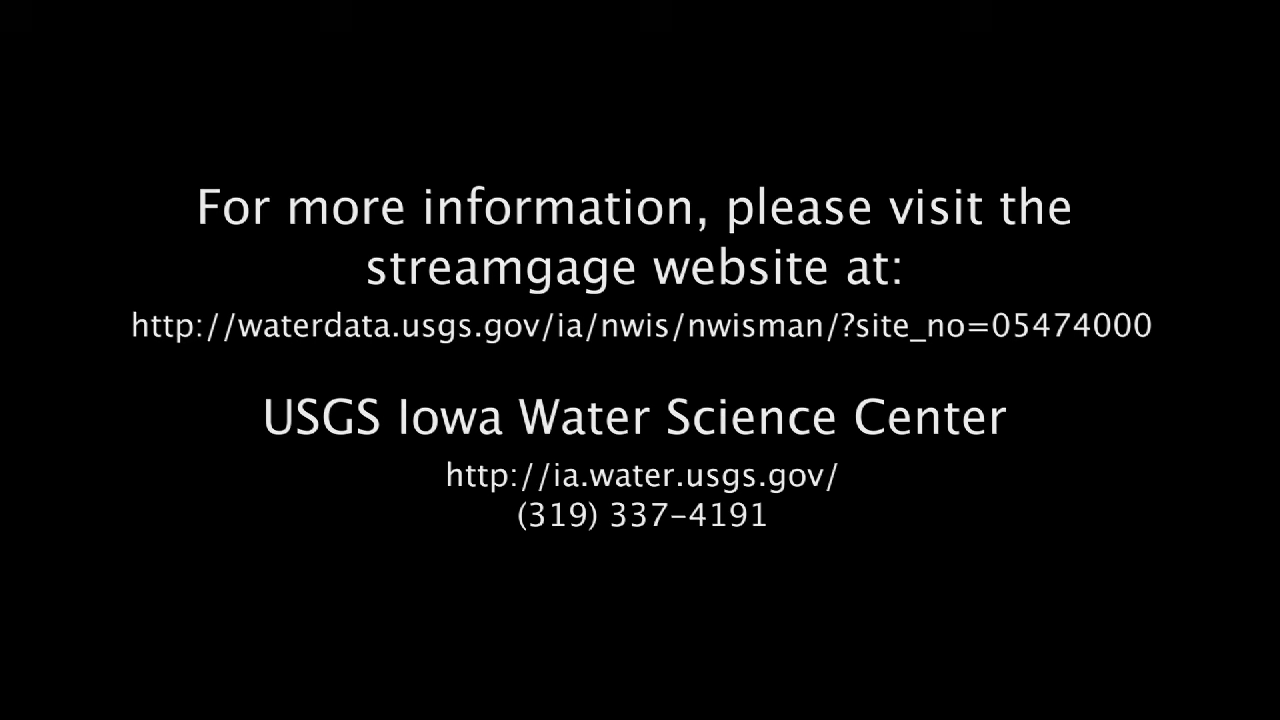 For more information, please visit the
streamgage website at:
http://waterdata.usgs.gov/ia/nwis/nwisman/?site_no=05474000
USGS Iowa Water Science Center
http://ia.water.usgs.gov/
(319) 337-4191